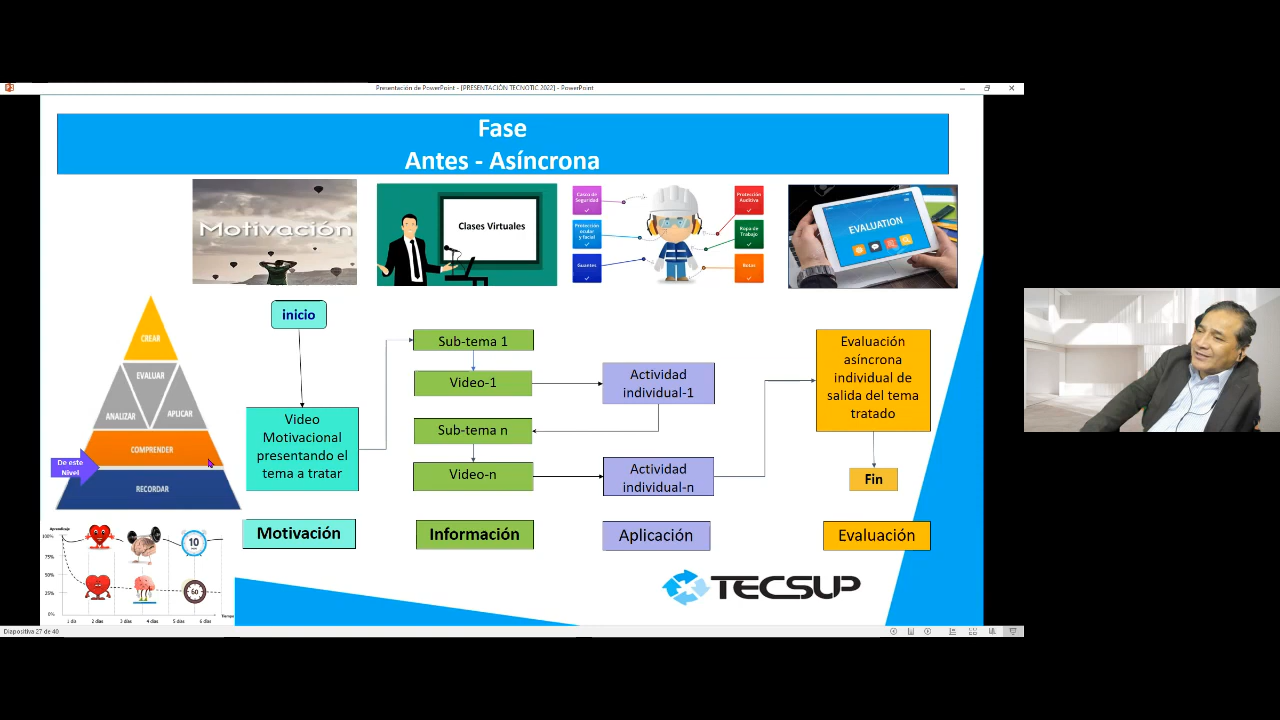 Presentación de PowerPoint - [PRESENTACIÓN TECNOTIC 2022] - PowerPoint
Fase
Antes - Asíncrona
Motivación
Clases Virtuales
Casco de
Seguridad
Protección
ocular
y facial
Guantes
Protección
Auditiva
Ropa de
Trabajo
Botas
EVALUATION
CREAR
EVALUAR
ANALIZAR
APLICAR
COMPRENDER
De este
Nivel
RECORDAR
inicio
Video
Motivacional
presentando el
tema a tratar
Sub-tema 1
Video-1
Sub-tema n
Video-n
Actividad
individual-1
Actividad
individual-n
Evaluación
asíncrona
individual de
salida del tema
tratado
Fin
Motivación
Información
Aplicación
Evaluación
Aprendizaje
100%
75%
50%
25%
0%
10
60
1 día
2 días
3 días
4 días
5 días
6 días
Tiempo
TECSUP
Diapositiva 27 de 40